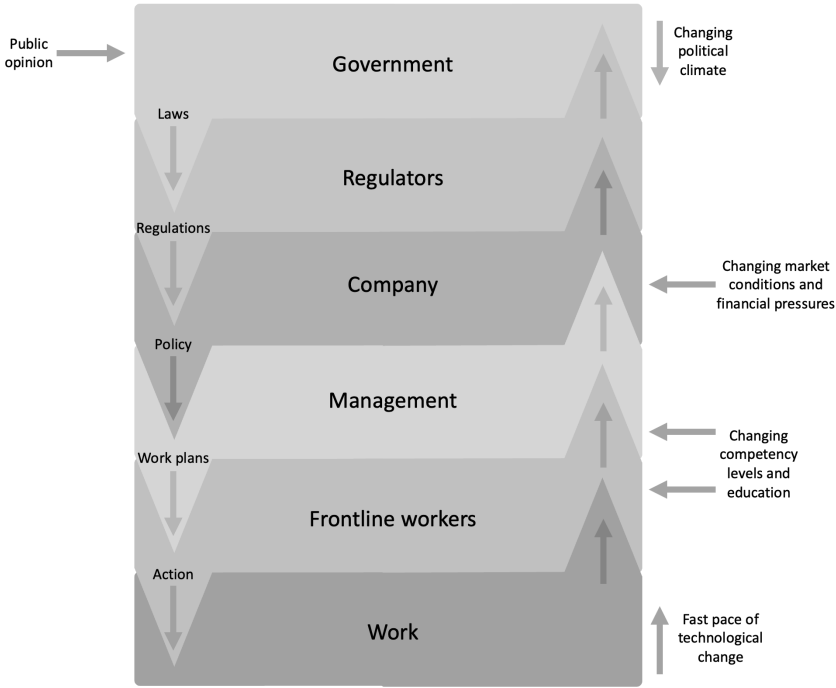 Public
opinion
Government
Changing
political
climate
Laws
Regulators
Regulations
Company
Changing market
conditions and
financial pressures
Policy
Management
Changing
competency
levels and
education
Work plans
Frontline workers
Action
Work
Fast pace of
technological
change